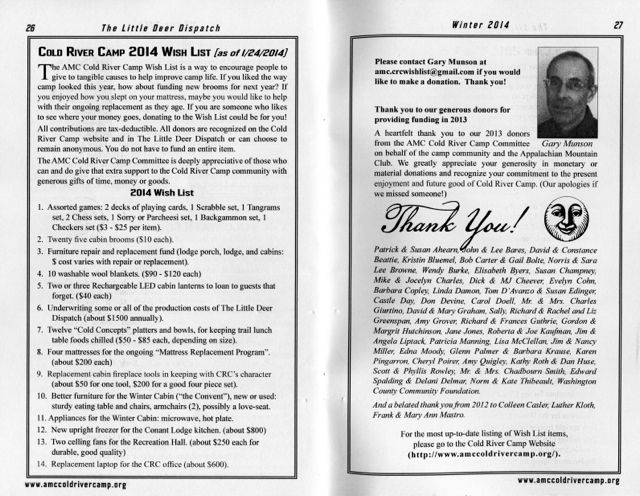 26
The Little Deer Dispatch
COLD RIVER CAMP 2014 WISH LIST [as of 1/24/2014]
The AMC Cold River Camp Wish List is a way to encourage people to
give to tangible causes to help improve camp life. If you liked the way
camp looked this year, how about funding new brooms for next year? If
you enjoyed how you slept on your mattress, maybe you would like to help
with their ongoing replacement as they age. If you are someone who likes
to see where your money goes, donating to the Wish List could be for you!
All contributions are tax-deductible. All donors are recognized on the Cold
River website and in The Little Deer Dispatch or can choose to
remain anonymous. You do not have to fund an entire item.
The AMC Cold River Camp Committee is deeply appreciative of those who
can and do give that extra support to the Cold River Camp community with
generous gifts of time, money or goods.
2014 Wish List
1. Assorted games: 2 decks of playing cards, 1 Scrabble set, 1 Tangrams
set, 2 Chess sets, 1 Sorry or Parcheesi set, 1 Backgammon set, 1
Checkers set ($3 - $25 per item).
2. Twenty five cabin brooms ($10 each).
3. Furniture repair and replacement fund (lodge porch, lodge, and cabins:
$ cost varies with repair or replacement).
4. 10 washable wool blankets. ($90 - $120 each)
5. Two or three Rechargeable LED cabin lanterns to loan to guests that
forget. ($40 each)
6. Underwriting some or all of the production costs of The Little Deer
Dispatch (about $1500 annually).
7. Twelve "Cold Concepts" platters and bowls, for keeping trail lunch
table foods chilled ($50 - $85 each, depending on size).
8. Four mattresses for the ongoing "Mattress Replacement Program".
(about $200 each)
9. Replacement cabin fireplace tools in keeping with CRC's character
(about $50 for one tool, $200 for a good four piece set).
10. Better furniture for the Winter Cabin ("the Convent"), new or used:
sturdy eating table and chairs, armchairs (2), possibly a love-seat.
11. Appliances for the Winter Cabin: microwave, hot plate.
12. New upright freezer for the Conant Lodge kitchen. (about $800)
13. Two ceiling fans for the Recreation Hall. (about $250 each for
durable, good quality)
14. Replacement laptop for the CRC office (about $600).
www.amccoldrivercamp.org
Winter 2014
27
Please contact Gary Munson at
amc.crcwishlist@gmail.com if you would
like to make a donation. Thank you!
Thank you to our generous donors for
providing funding in 2013
A heartfelt thank you to our 2013 donors
from the AMC Cold River Camp Committee
Gary Munson
on behalf of the camp community and the Appalachian Mountain
Club. We greatly appreciate your generosity in monetary or
material donations and recognize your commitment to the present
enjoyment and future good of Cold River Camp. (Our apologies if
we missed someone!)
Thank You!
Patrick & Susan Ahearn, John & Lee Bares, David & Constance
Beattie, Kristin Bluemel, Bob Carter & Gail Bolte, Norris & Sara
Lee Browne, Wendy Burke, Elisabeth Byers, Susan Champney,
Mike & Jocelyn Charles, Dick & MJ Cheever, Evelyn Cohn,
Barbara Copley, Linda Damon, Tom D'Avanzo & Susan Edinger,
Castle Day, Don Devine, Carol Doell, Mr. & Mrs. Charles
Giurtino, David & Mary Graham, Sally, Richard & Rachel and Liz
Greenspan, Amy Grover, Richard & Frances Guthrie, Gordon &
Margrit Hutchinson, Jane Jones, Roberta & Joe Kaufman, Jim &
Angela Liptack, Patricia Manning, Lisa McClellan, Jim & Nancy
Miller, Edna Moody, Glenn Palmer & Barbara Krause, Karen
Pingarron, Cheryl Poirer, Amy Quigley, Kathy Roth & Dan Huse,
Scott & Phyllis Rowley, Mr. & Mrs. Chadbourn Smith, Edward
Spalding & Delani Delmar, Norm & Kate Thibeault, Washington
County Community Foundation.
And a belated thank you from 2012 to Colleen Casler, Luther Kloth,
Frank & Mary Ann Mastro.
For the most up-to-date listing of Wish List items,
please go to the Cold River Camp Website
(http://www.amccoldrivercamp.org/).
www.amccoldrivercamp.org